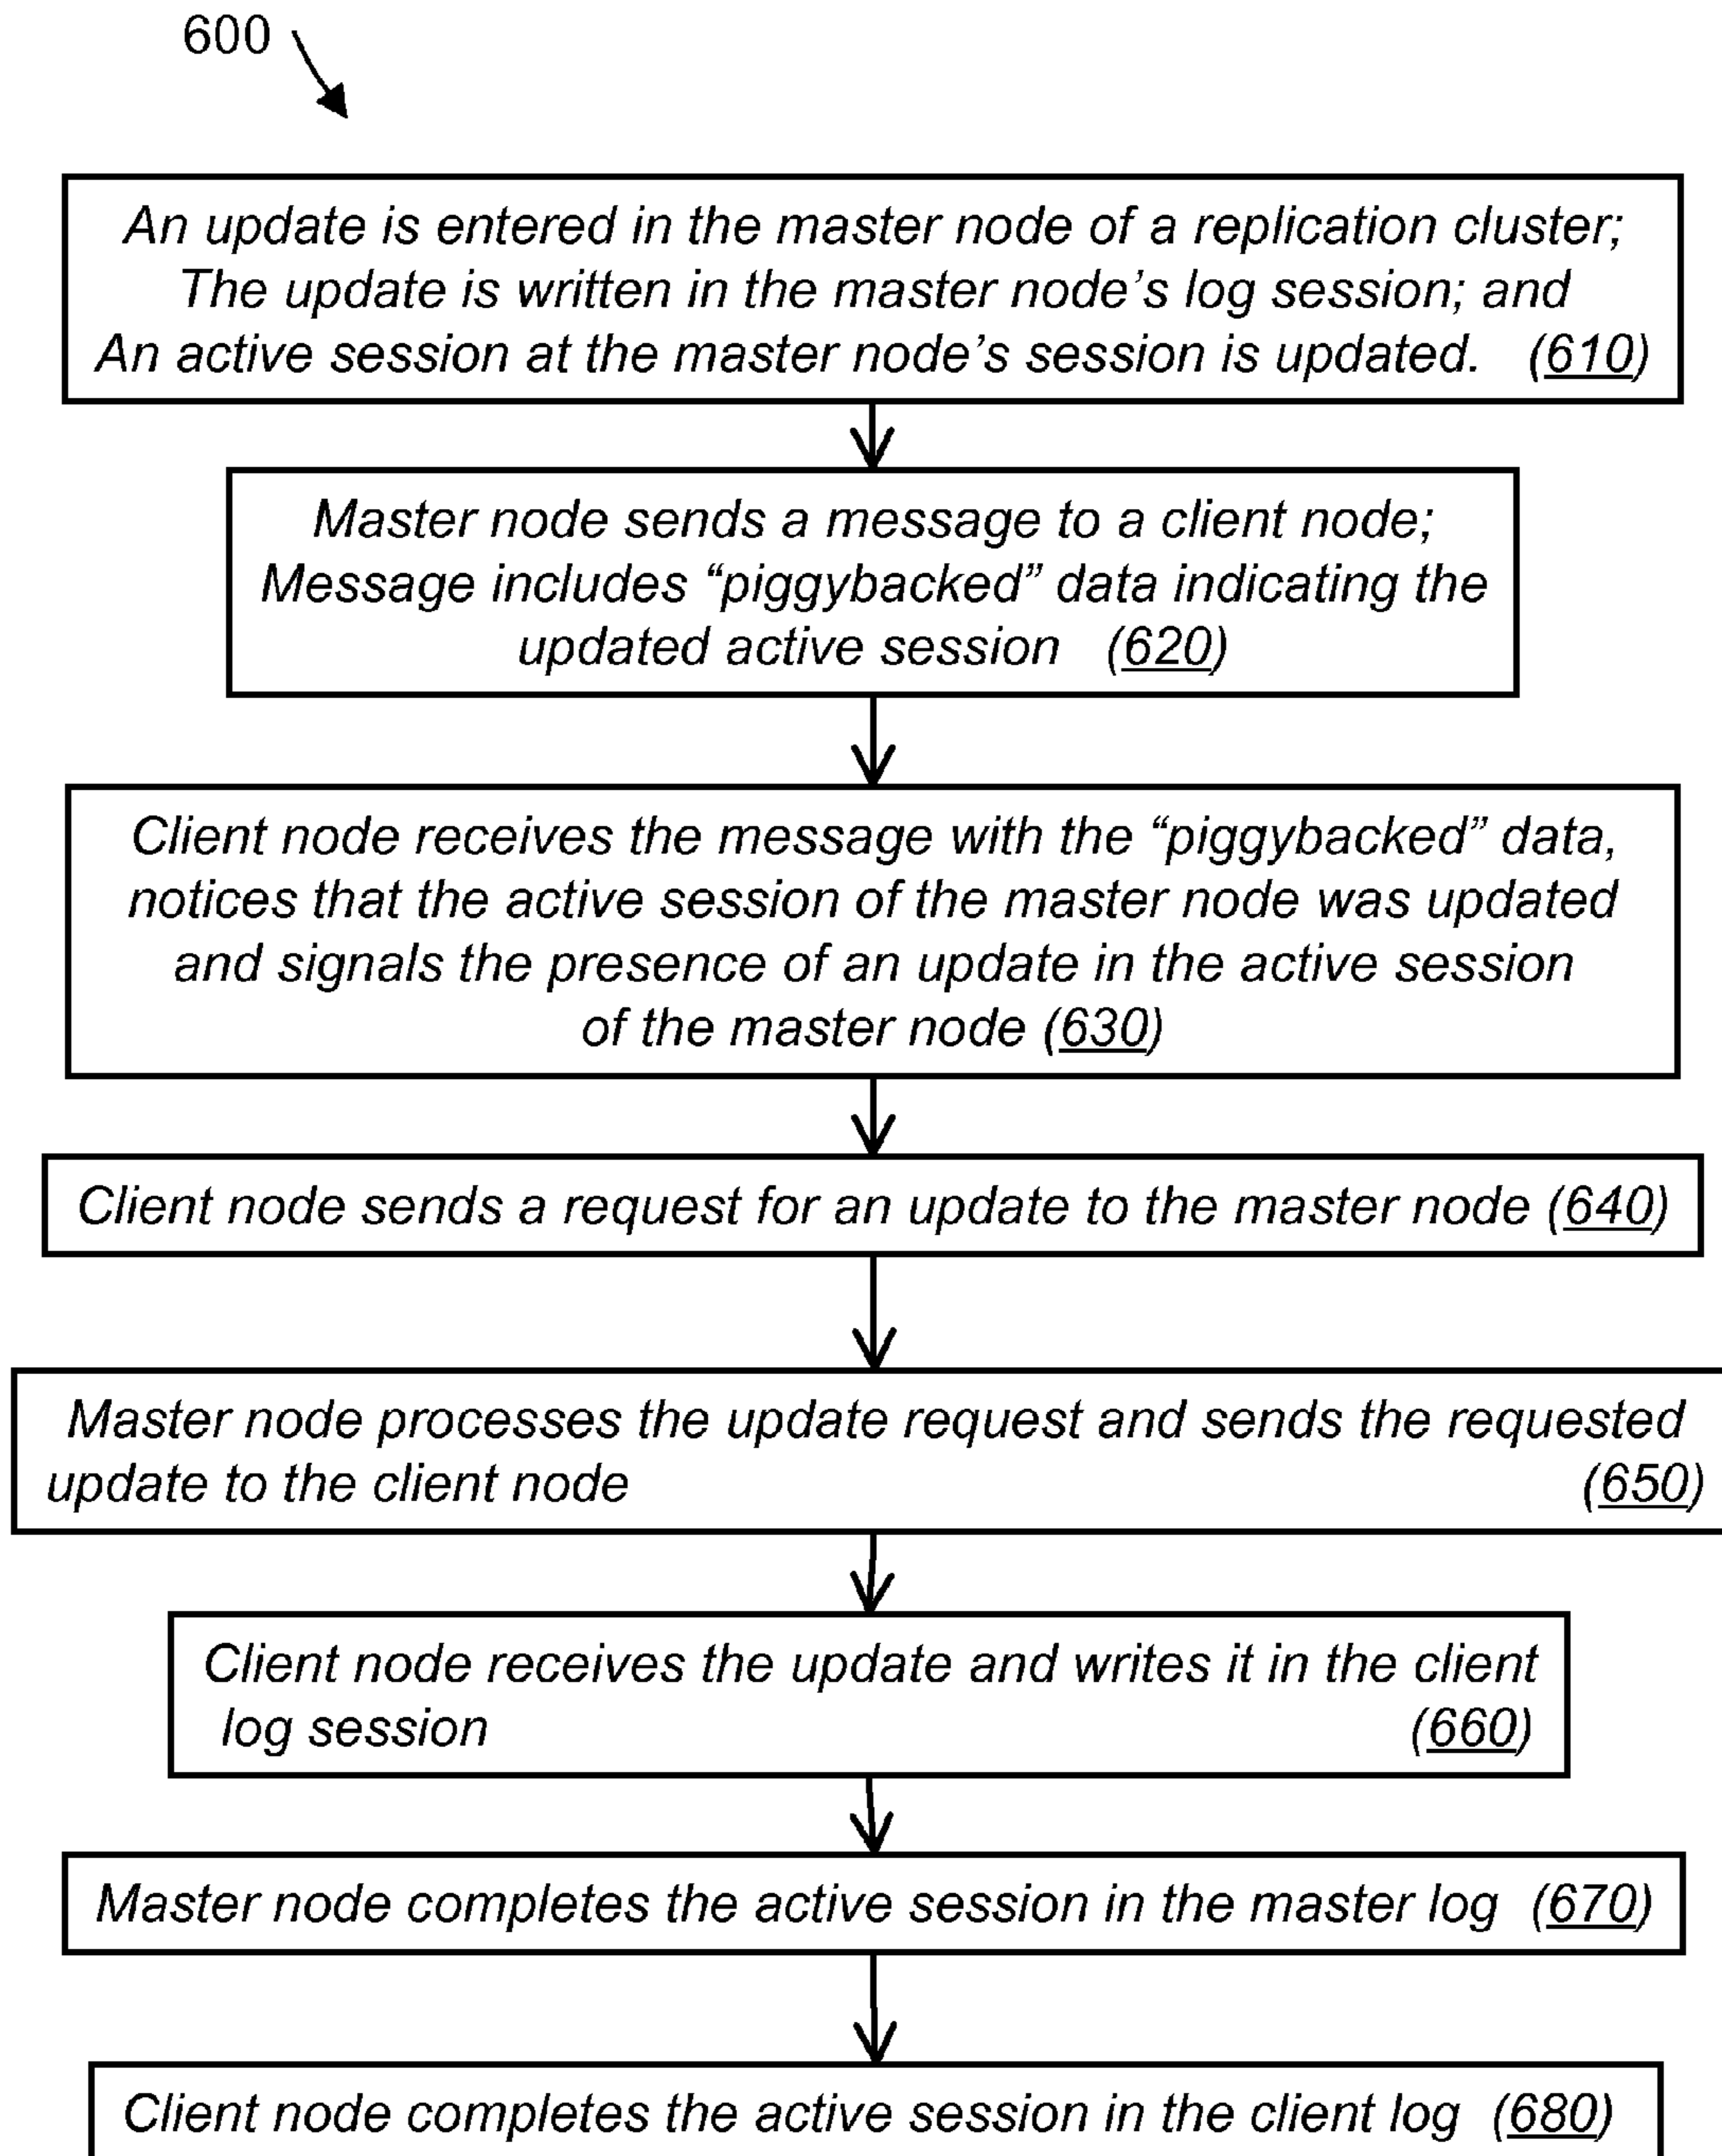 600
An update is entered in the master node of a replication cluster;
The update is written in the master node's log session; and
An active session at the master node's session is updated. (610)
Master node sends a message to a client node;
Message includes “piggybacked” data indicating the
updated active session (620)
Client node receives the message with the “piggybacked” data,
notices that the active session of the master node was updated
and signals the presence of an update in the active session
of the master node (630)
Client node sends a request for an update to the master node (640)
Master node processes the update request and sends the requested
update to the client node (650)
Client node receives the update and writes it in the client
log session (660)
Master node completes the active session in the master log (670)
Client node completes the active session in the client log (680)